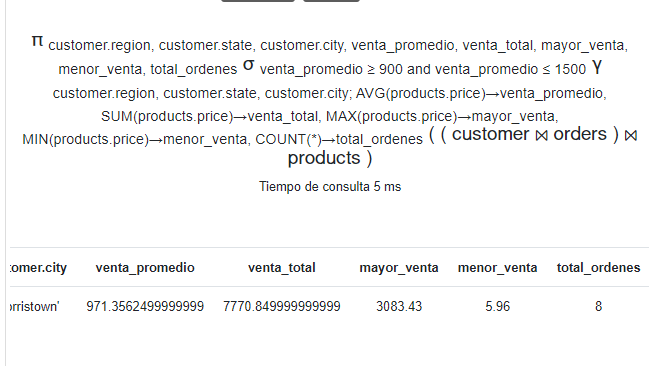 π customer.region, customer.state, customer.city, venta_promedio, venta_total, mayor_venta,
menor_venta, total_ordenes σ venta_promedio ≥ 900 and venta_promedio ≤ 1500 γ
customer.region, customer.state, customer.city; AVG(products.price)→venta_promedio,
SUM(products.price)→venta_total, MAX(products.price)→mayor_venta,
MIN(products.price)→menor_venta, COUNT(*)→total_ordenes ( ( customer ⋈ orders ) ⋈
products )
Tiempo de consulta 5 ms
tomer.city venta_promedio venta_total mayor_venta menor_venta total_ordenes
orristown' 971.3562499999999 7770.849999999999 3083.43 5.96 8